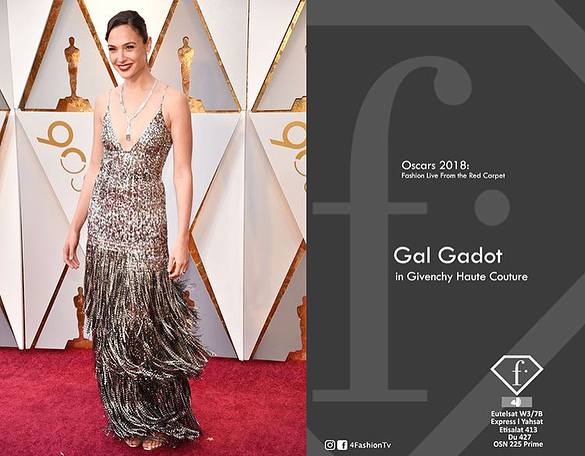 Oscars 2018:
Fashion Live From the Red Carpet
Gal Gadot
in Givenchy Haute Couture
f.
Eutelsat W3/7B
Express I Yahsat
Etisalat 413
Du 427
OSN 225 Prime
4FashionTv